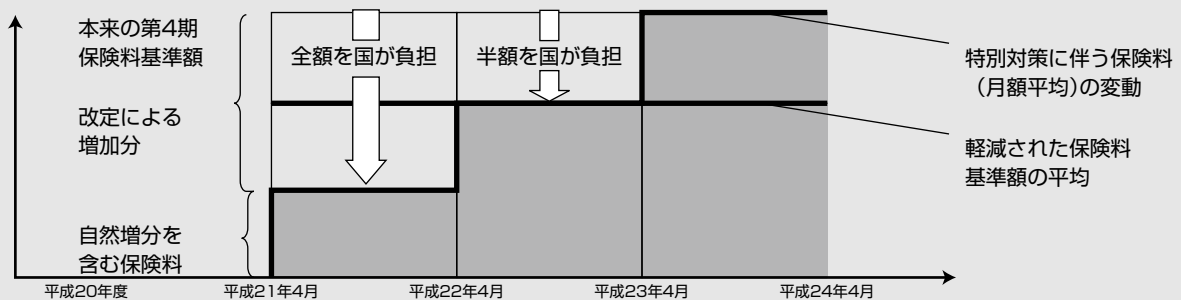 本来の第4期
保険料基準額
全額を国が負担
半額を国が負担
特別対策に伴う保険料
（月額平均）の変動
改定による
増加分
軽減された保険料
基準額の平均
自然増分を
含む保険料
平成20年度
平成21年4月
平成22年4月
平成23年4月
平成24年4月